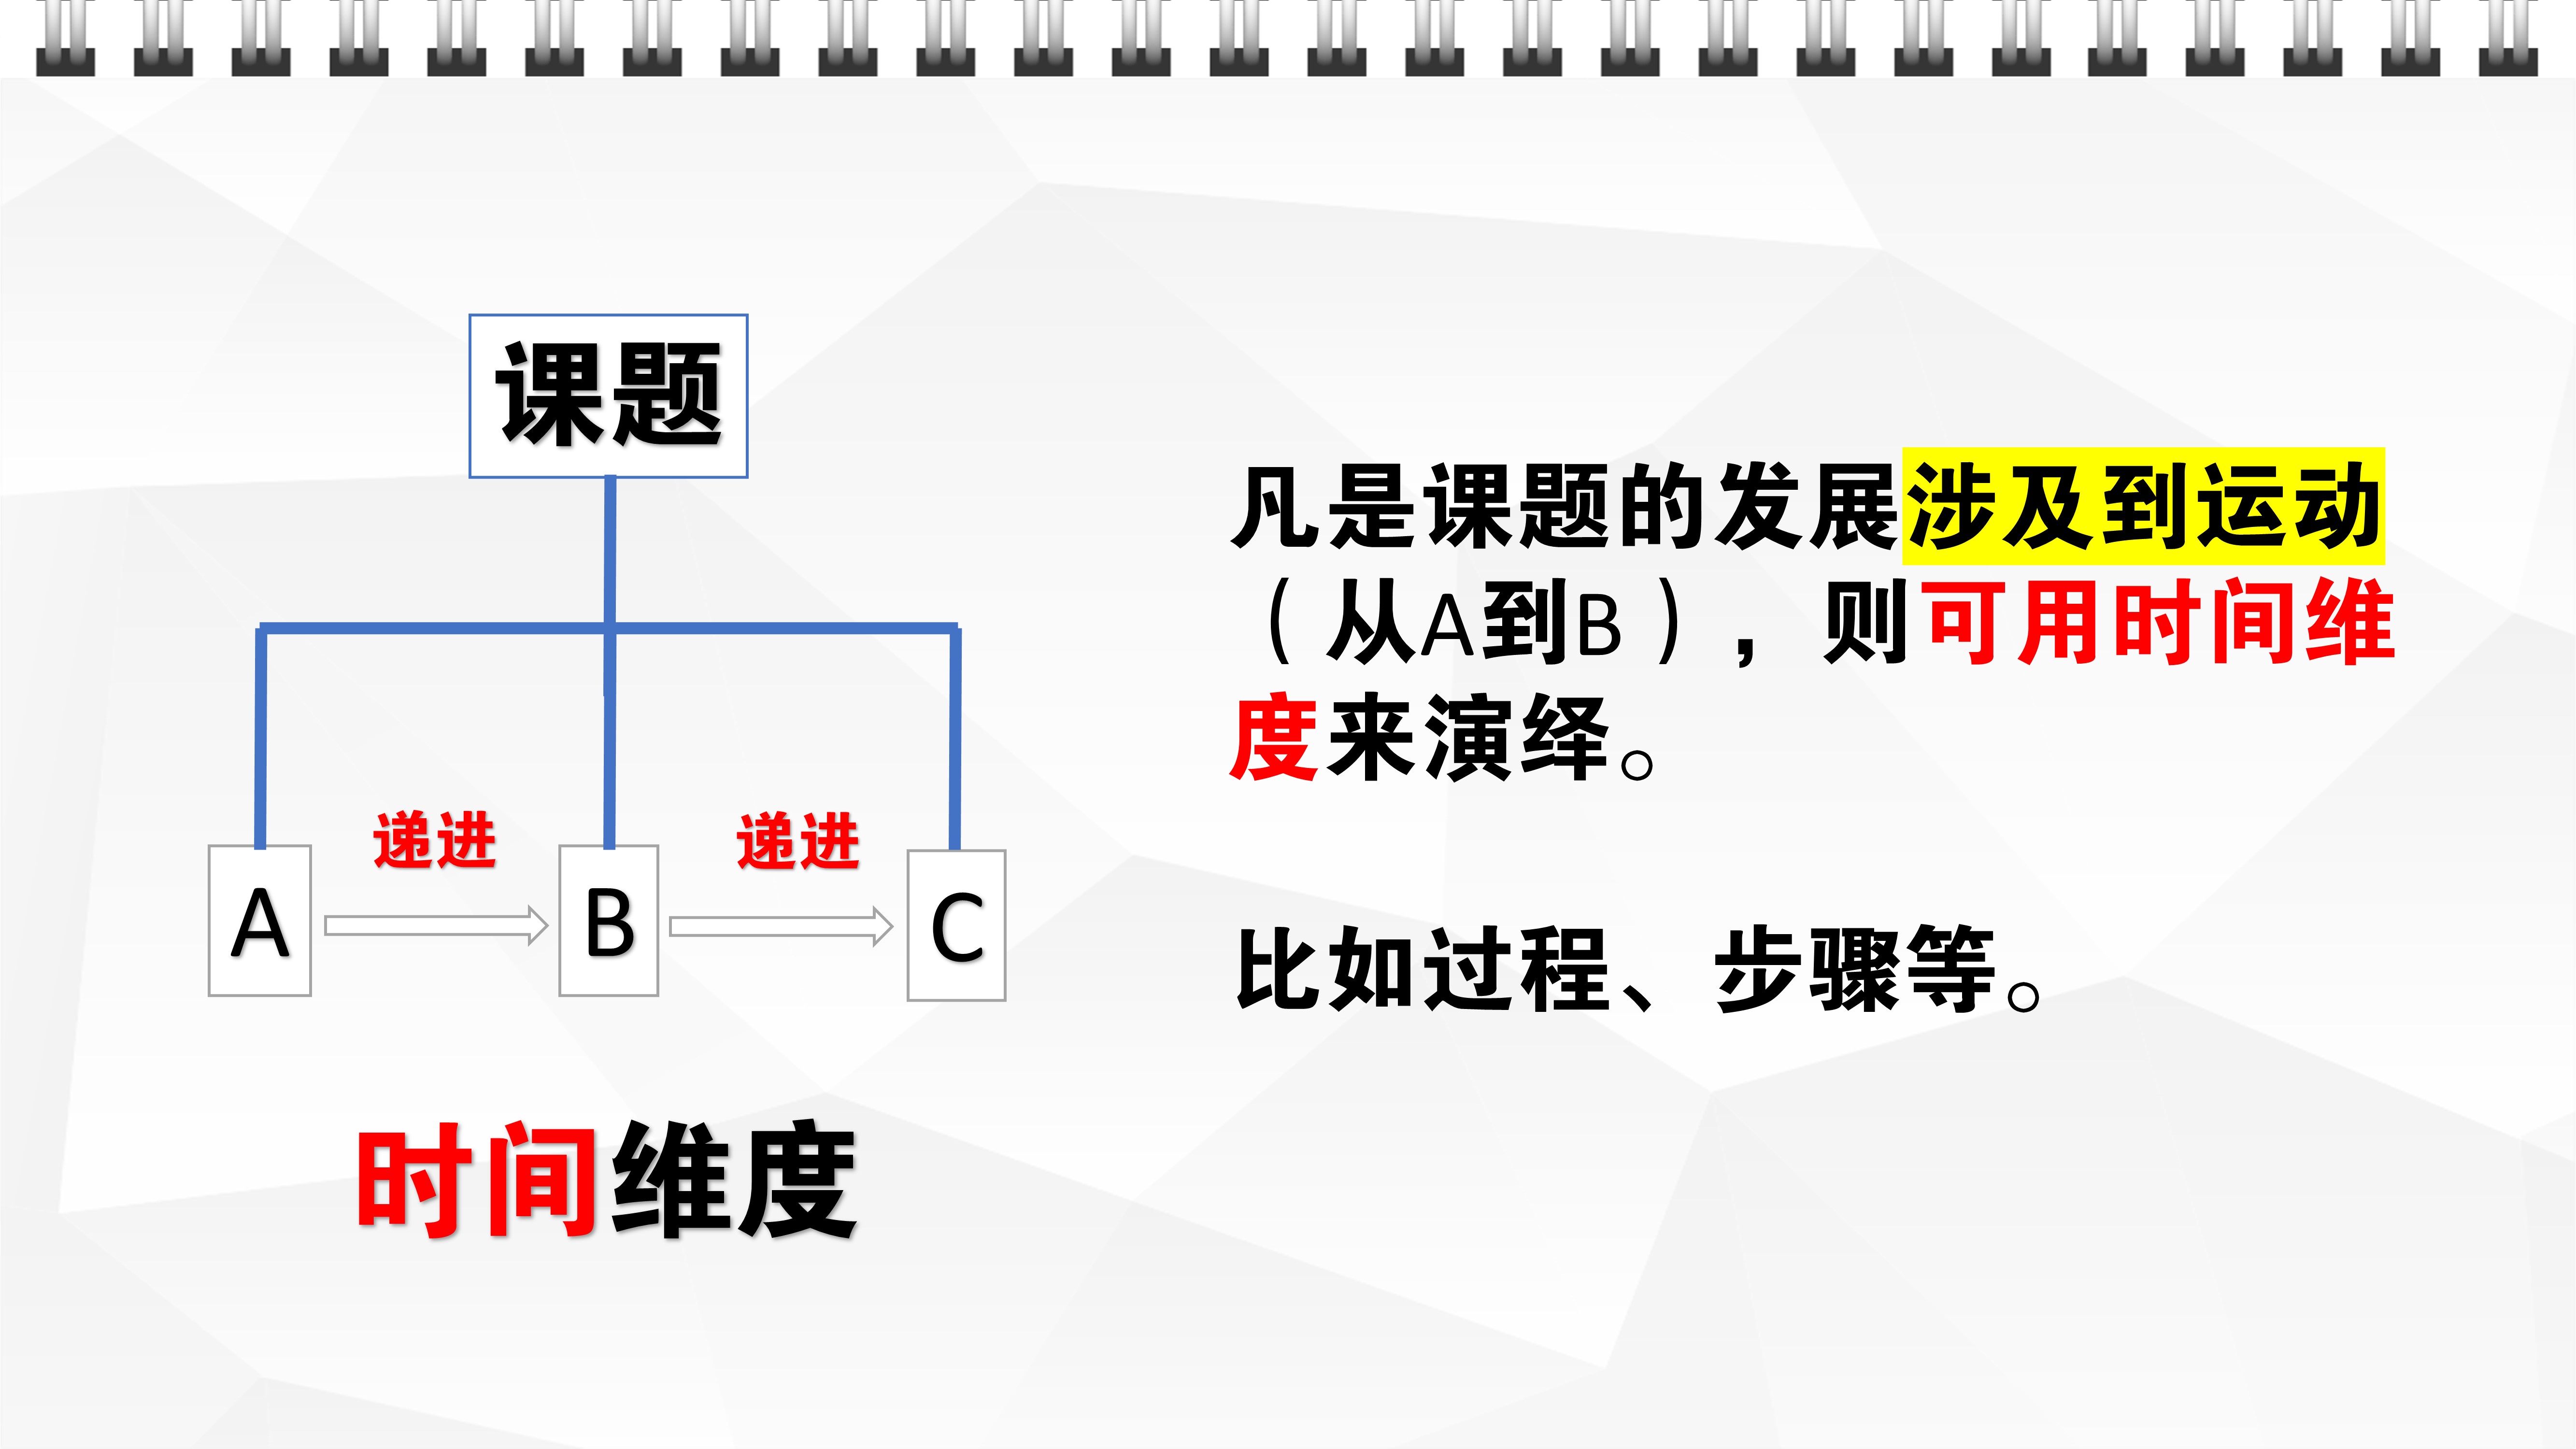 课题
递进
递进
A
B
C
时间维度
凡是课题的发展涉及到运动
（从A到B），则可用时间维
度来演绎。
比如过程、步骤等。